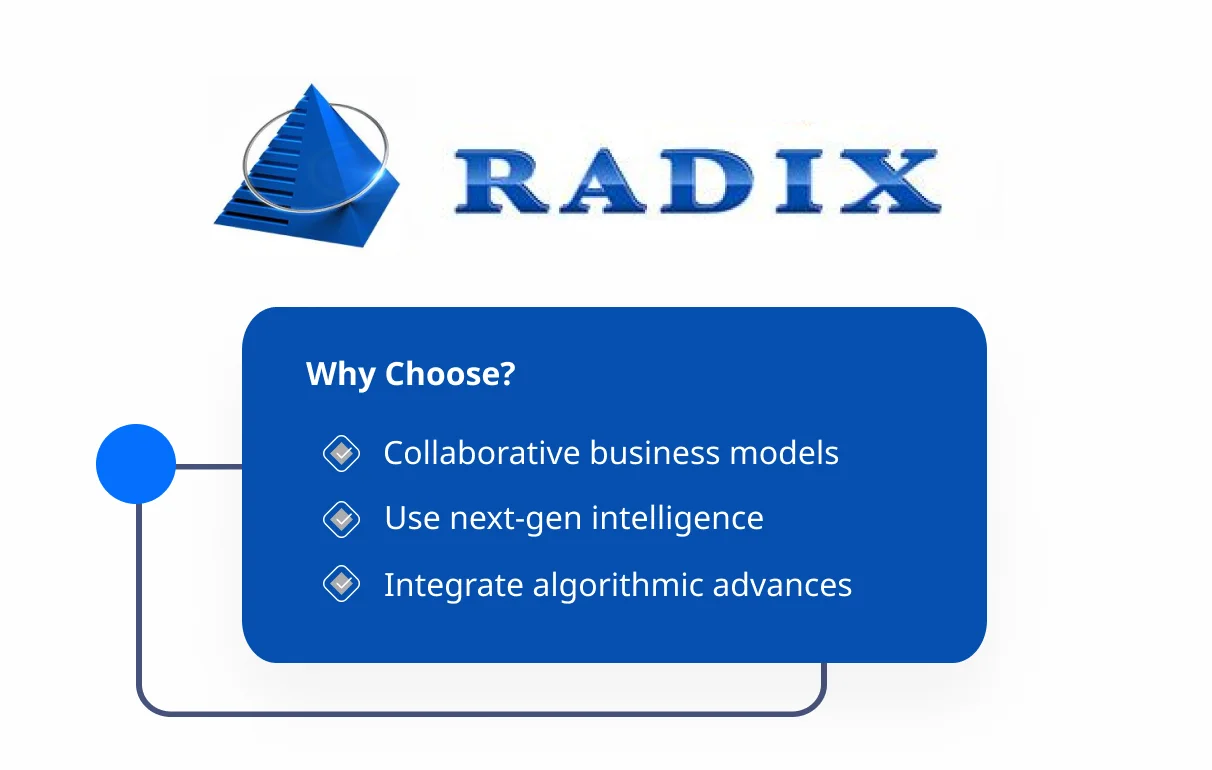 RADIX
Why Choose?
Collaborative business models
Use next-gen intelligence
Integrate algorithmic advances